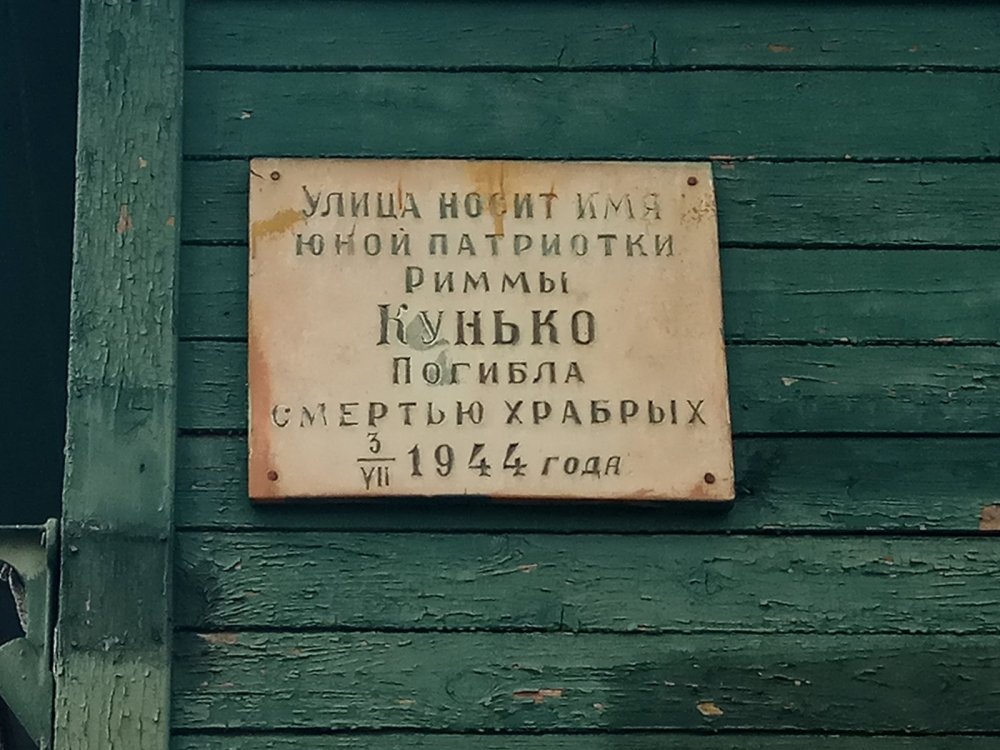 Улица носит имя
юной патриотки
Риммы
Кунько
Погибла
смертью храбрых
3/VII 1944 года